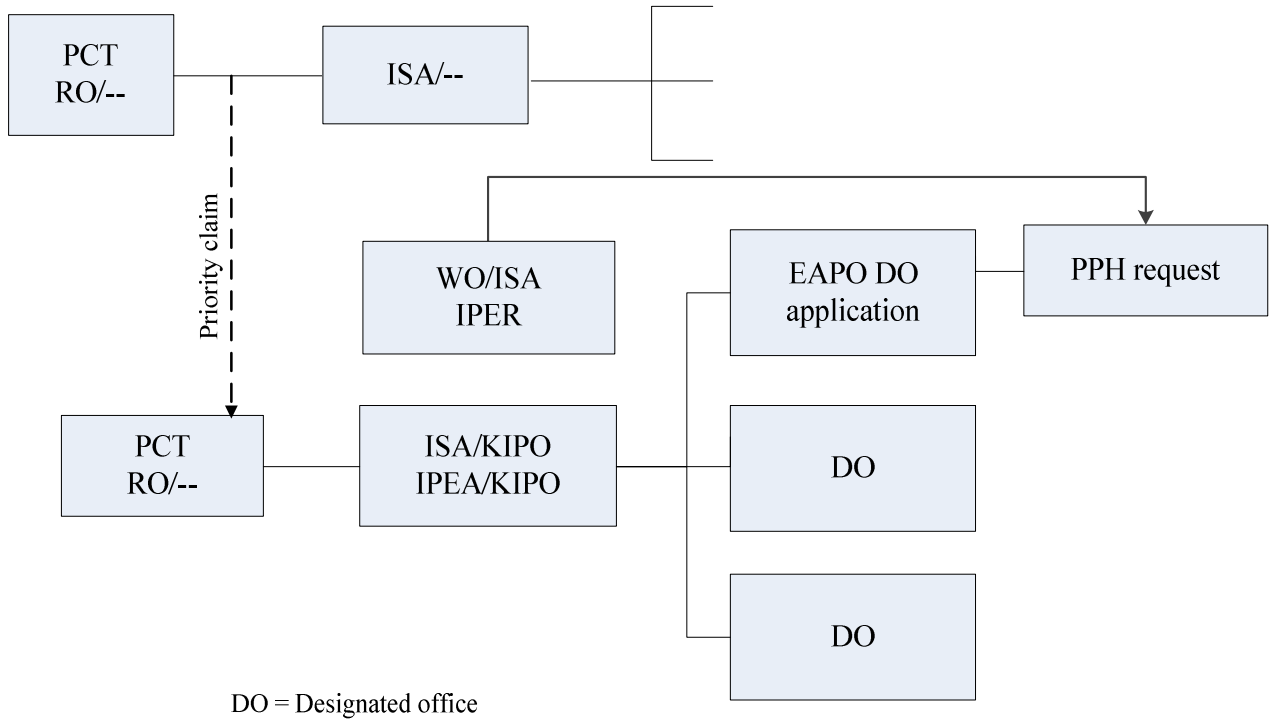 PCT
RO/--
ISA/--
Priority claim
WO/ISA
IPER
EAPO DO
application
PPH request
PCT
RO/--
ISA/KIPO
IPEA/KIPO
DO
DO
DO = Designated office